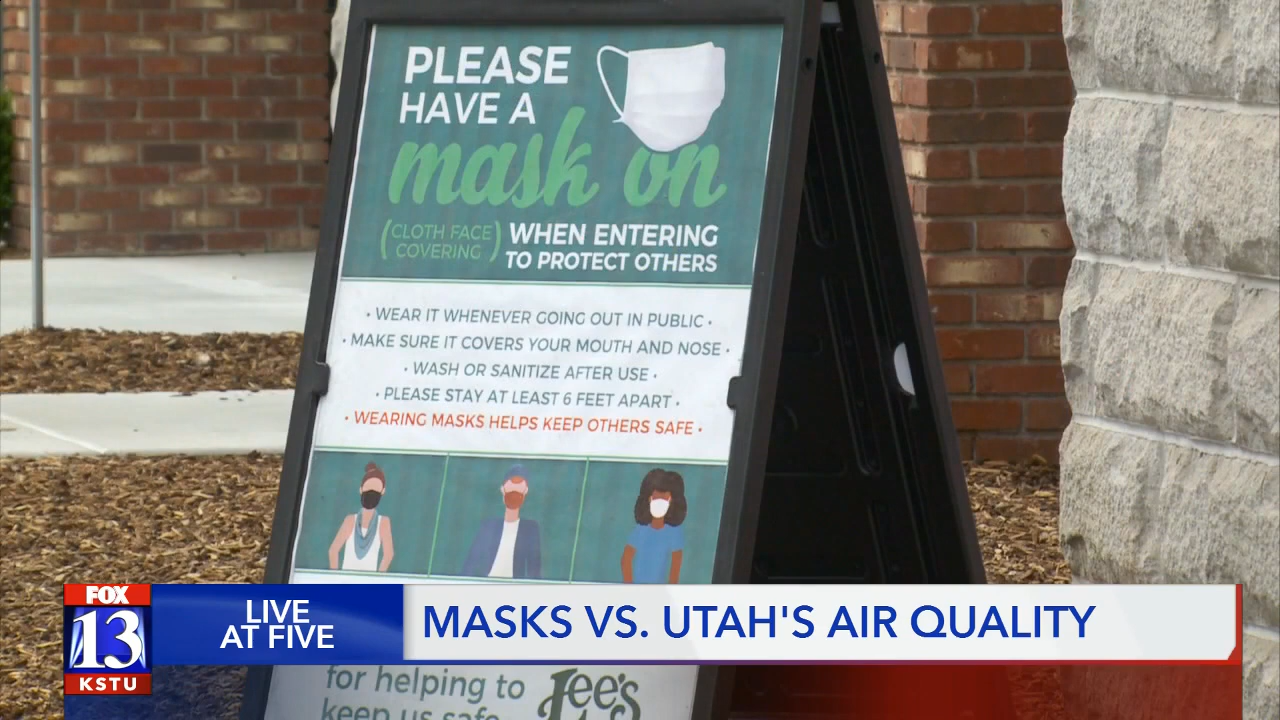 PLEASE
HAVE A
mask on
(CLOTH FACE COVERING) WHEN ENTERING
TO PROTECT OTHERS
· WEAR IT WHENEVER GOING OUT IN PUBLIC ·
· MAKE SURE IT COVERS YOUR MOUTH AND NOSE ·
· WASH OR SANITIZE AFTER USE ·
· PLEASE STAY AT LEAST 6 FEET APART ·
· WEARING MASKS HELPS KEEP OTHERS SAFE ·
FOX
13
KSTU
LIVE
AT FIVE
MASKS VS. UTAH'S AIR QUALITY
for helping to
keep us safe
Lee's